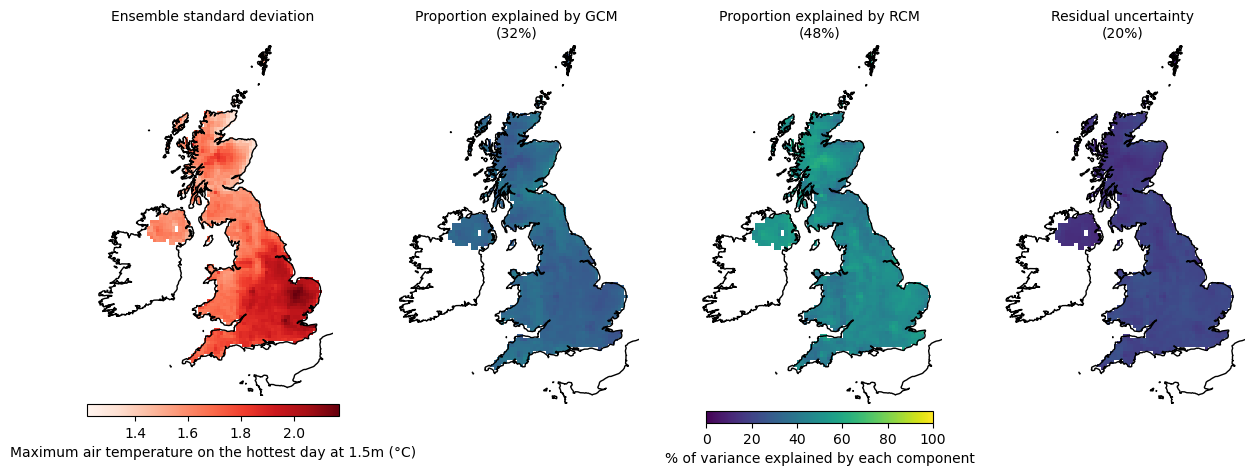 Ensemble standard deviation
Proportion explained by GCM
(32%)
Proportion explained by RCM
(48%)
Residual uncertainty
(20%)
1.4 1.6 1.8 2.0
Maximum air temperature on the hottest day at 1.5m (°C)
0 20 40 60 80 100
% of variance explained by each component